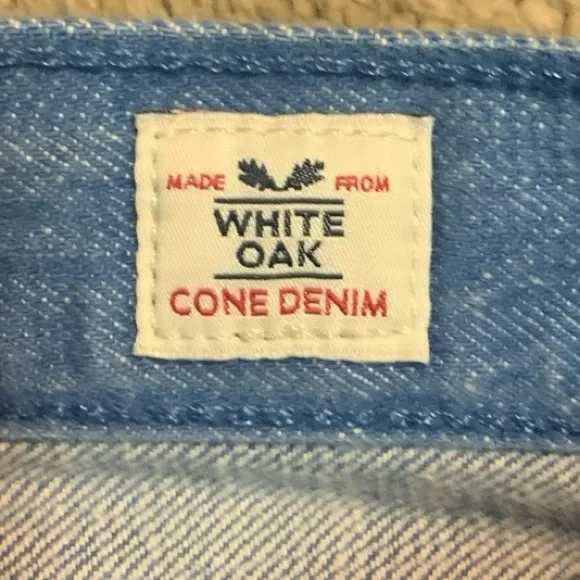 MADE FROM
WHITE
OAK
CONE DENIM